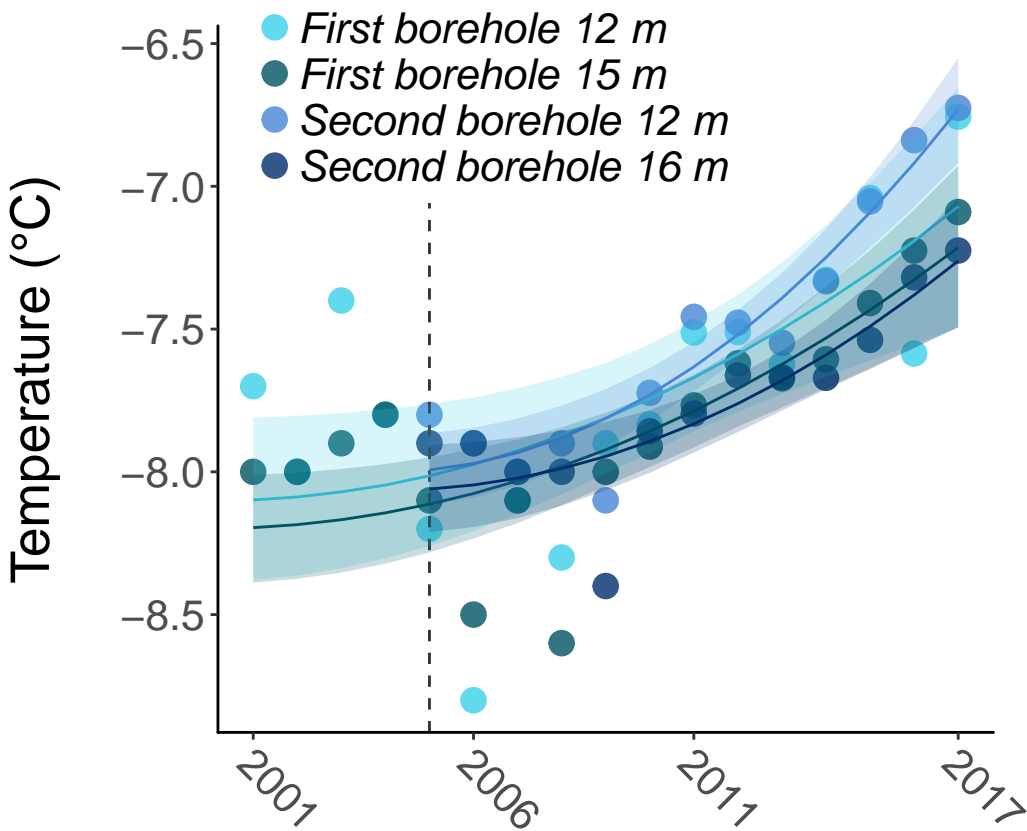 First borehole 12 m
First borehole 15 m
Second borehole 12 m
Second borehole 16 m
Temperature (°C)
−6.5
−7.0
−7.5
−8.0
−8.5
2001
2006
2011
2017